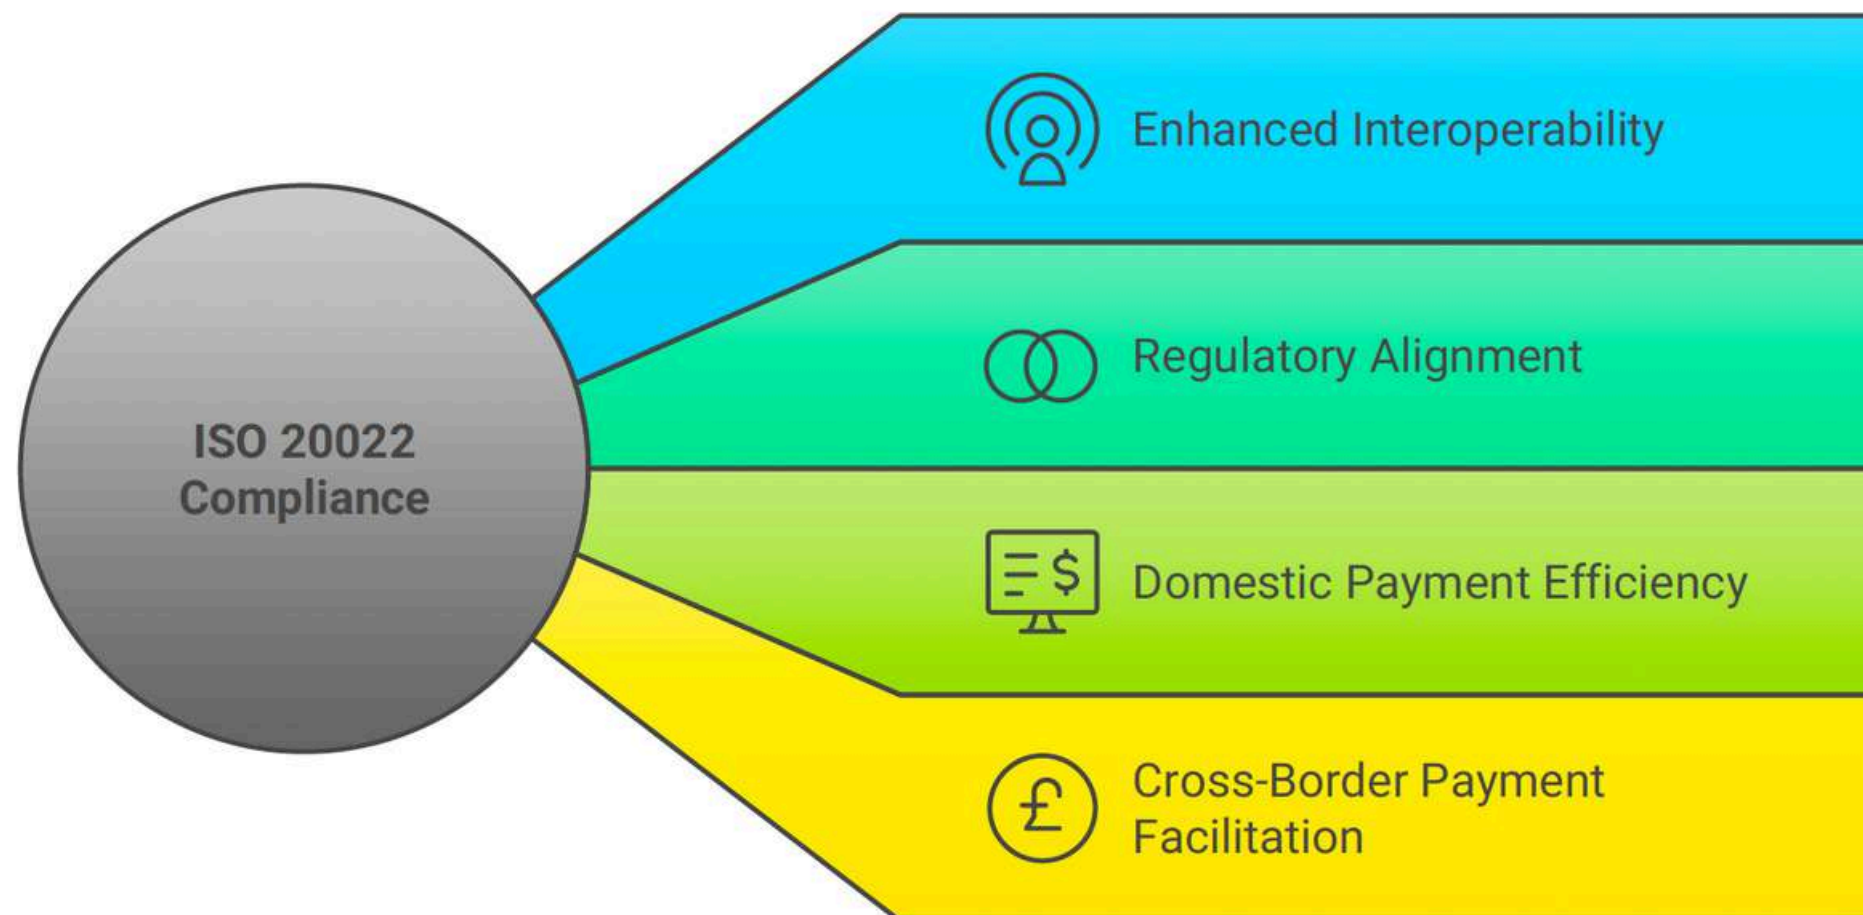 ISO 20022
Compliance
Enhanced Interoperability
Regulatory Alignment
Domestic Payment Efficiency
Cross-Border Payment
Facilitation
$
£